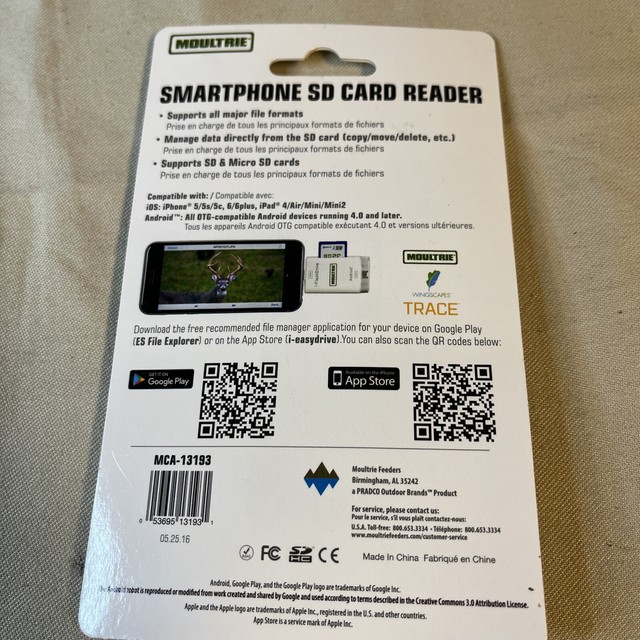 MOULTRIE
SMARTPHONE SD CARD READER
• Supports all major file formats
Prise en charge de tous les principaux formats de fichiers
• Manage data directly from the SD card (copy/move/delete, etc.)
Prise en charge de tous les principaux formats de fichiers
• Supports SD & Micro SD cards
Prise en charge de tous les principaux formats de fichiers
Compatible with: / Compatible avec:
iOS: iPhone® 5/5s/5c, 6/6plus, iPad® 4/Air/Mini/Mini2
Android™: All OTG-compatible Android devices running 4.0 and later.
Tous les appareils Android OTG compatible exécutant 4.0 et versions ultérieures.
MOULTRIE
i-FlashDrive
Android
MOULTRIE
WINGSCAPES
TRACE
Download the free recommended file manager application for your device on Google Play
(ES File Explorer) or on the App Store (i-easydrive).You can also scan the QR codes below:
GET IT ON
Google Play
Available on the iPhone
App Store
MCA-13193
0 53695 13193 1
05.25.16
Moultrie Feeders
Birmingham, AL 35242
a PRADCO Outdoor Brands™ Product
For service, please contact us:
Pour le service, s'il vous plaît contactez-nous:
U.S.A. Toll-free: 800.653.3334 • Téléphone: 800.653.3334
www.moultriefeeders.com/customer-service
FC SD HC CE Made In China Fabriqué en Chine
Android, Google Play, and the Google Play logo are trademarks of Google Inc.
The Android robot is reproduced or modified from work created and shared by Google and used according to terms described in the Creative Commons 3.0 Attribution License.
Apple and the Apple logo are trademarks of Apple Inc., registered in the U.S. and other countries.
App Store is a service mark of Apple Inc.